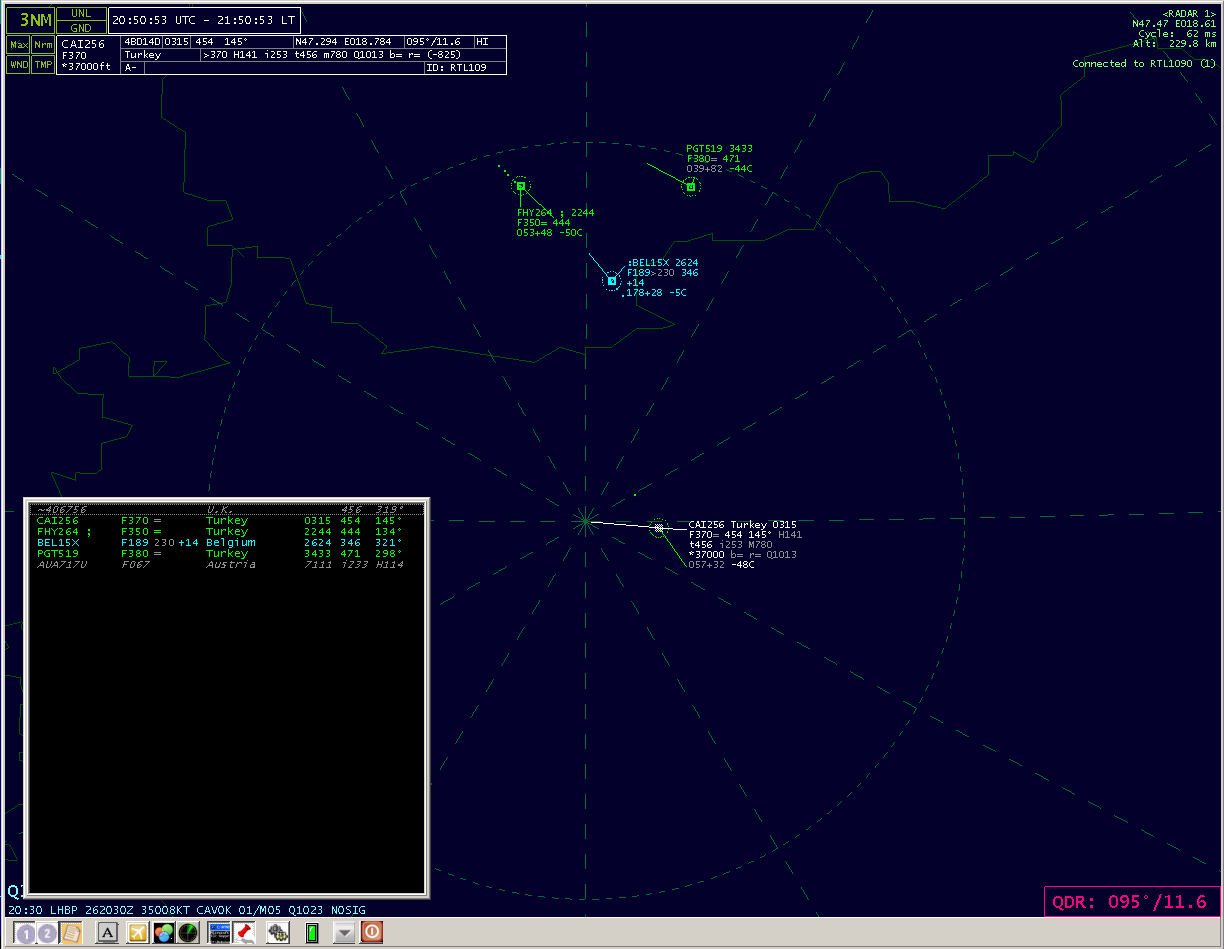 3NM
UNL
GND
20:50:53 UTC - 21:50:53 LT
Max Nrm
WND TMP
CAI256
F370
*37000ft
4BD14D 0315 454 145° N47.294 E018.784 095°/11.6 HI
Turkey >370 H141 i253 t456 m780 Q1013 b= r= (-825)
A- ID: RTL109
<RADAR 1>
N47.47 E018.61
Cycle: 62 ms
Alt: 229.8 km
Connected to RTL1090 (1)
PGT519 3433
F380= 471
039+82 -44C
FHY264 ; 2244
F350= 444
053+48 -50C
:BEL15X 2624
F189>230 346
+14
178+28 -5C
CAI256 Turkey 0315
F370= 454 145° H141
t456 i253 M780
*37000 b= r= Q1013
057+32 -48C
~406756 U.K. 456 319°
CAI256 F370 = Turkey 0315 454 145°
FHY264 ; F350 = Turkey 2244 444 134°
BEL15X F189 230 +14 Belgium 2624 346 321°
PGT519 F380 = Turkey 3433 471 298°
AUA717U F067 Austria 7111 i233 H114
20:30 LHBP 262030Z 35008KT CAVOK 01/M05 Q1023 NOSIG
QDR: 095°/11.6
1 2 A